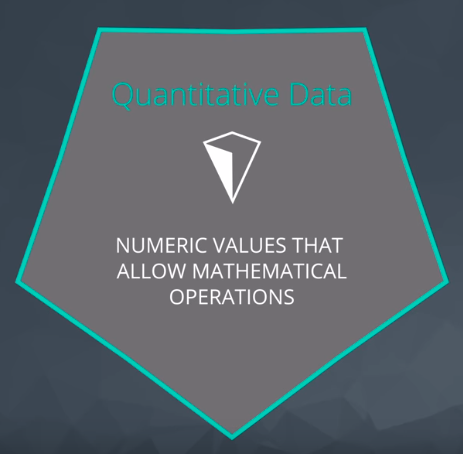 Quantitative Data
NUMERIC VALUES THAT
ALLOW MATHEMATICAL
OPERATIONS